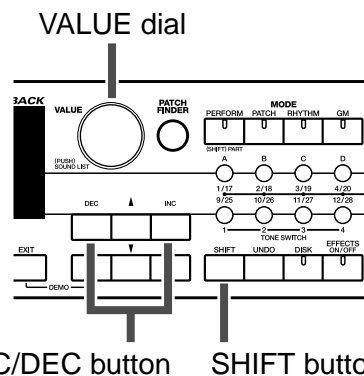 VALUE dial
BACK
VALUE
PATCH
FINDER
MODE
PERFORM PATCH RHYTHM GM
(SHIFT) PART
(PUSH)
SOUND LIST
A B C D
1/17 2/18 3/19 4/20
9/25 10/26 11/27 12/28
DEC ▲ INC
1 2 3 4
TONE SWITCH
EXIT ▼ SHIFT UNDO DISK EFFECTS
ON/OFF
DEMO
C/DEC button SHIFT butto